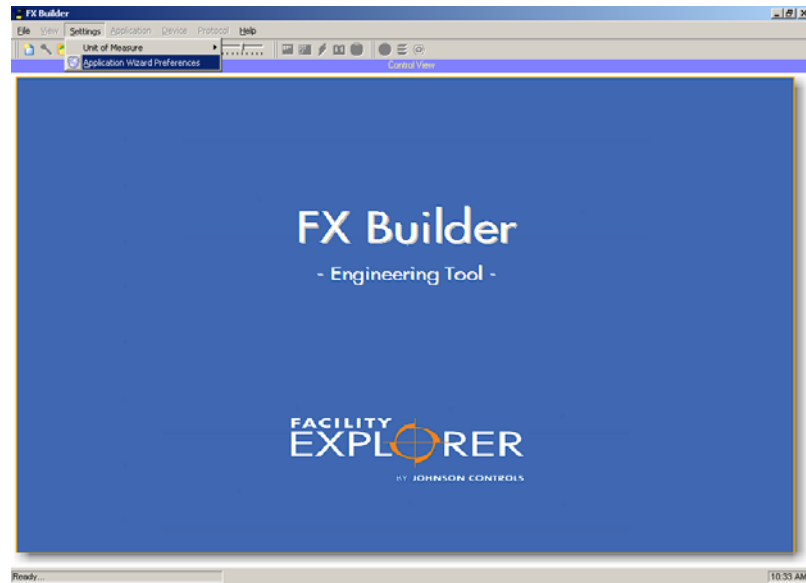 FX Builder
File View Settings Application Device Protocol Help
Unit of Measure
Application Wizard Preferences
Control View
FX Builder
- Engineering Tool -
FACILITY
EXPLORER
BY JOHNSON CONTROLS
Ready...
10:33 AM